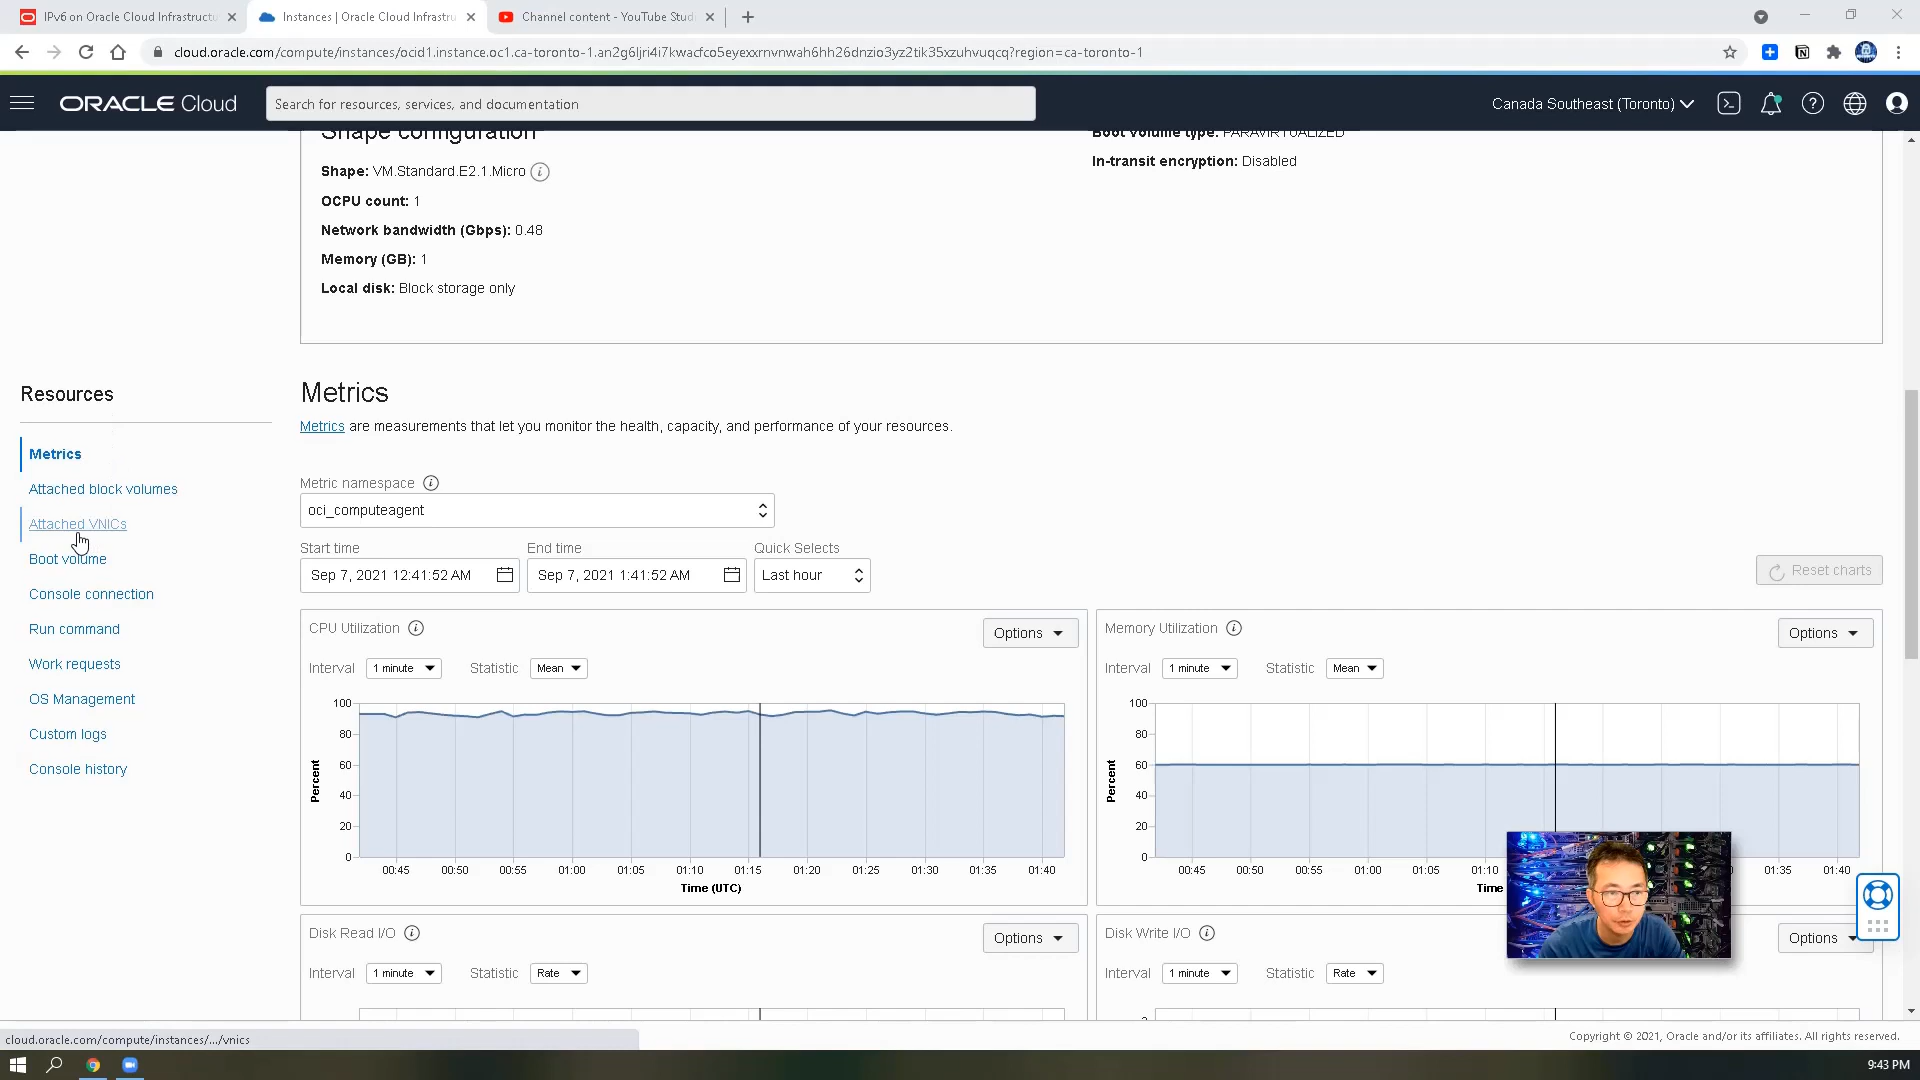 IPv6 on Oracle Cloud Infrastructu
Instances | Oracle Cloud Infrastru
Channel content - YouTube Studi
cloud.oracle.com/compute/instances/ocid1.instance.oc1.ca-toronto-1.an2g6ljri4i7kwacfco5eyexxrnvnwah6hh26dnzio3yz2tik35xzuhvuqcq?region=ca-toronto-1
ORACLE Cloud
Search for resources, services, and documentation
Canada Southeast (Toronto)
Shape configuration
Boot volume type: PARAVIRTUALIZED
Shape: VM.Standard.E2.1.Micro
In-transit encryption: Disabled
OCPU count: 1
Network bandwidth (Gbps): 0.48
Memory (GB): 1
Local disk: Block storage only
Resources
Metrics
Attached block volumes
Attached VNICs
Boot volume
Console connection
Run command
Work requests
OS Management
Custom logs
Console history
Metrics
Metrics are measurements that let you monitor the health, capacity, and performance of your resources.
Metric namespace
oci_computeagent
Start time
End time
Quick Selects
Sep 7, 2021 12:41:52 AM
Sep 7, 2021 1:41:52 AM
Last hour
Reset charts
CPU Utilization
Options
Interval
1 minute
Statistic
Mean
100
80
60
40
20
0
Percent
00:45
00:50
00:55
01:00
01:05
01:10
01:15
01:20
01:25
01:30
01:35
01:40
Time (UTC)
Memory Utilization
Options
Interval
1 minute
Statistic
Mean
100
80
60
40
20
0
Percent
00:45
00:50
00:55
01:00
01:05
01:10
01:35
01:40
Time
Disk Read I/O
Options
Interval
1 minute
Statistic
Rate
Disk Write I/O
Options
Interval
1 minute
Statistic
Rate
cloud.oracle.com/compute/instances/.../vnics
Copyright © 2021, Oracle and/or its affiliates. All rights reserved.
9:43 PM